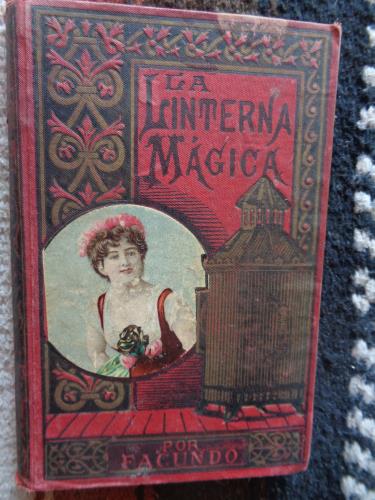 LA
LINTERNA
MÁGICA
POR
FACUNDO